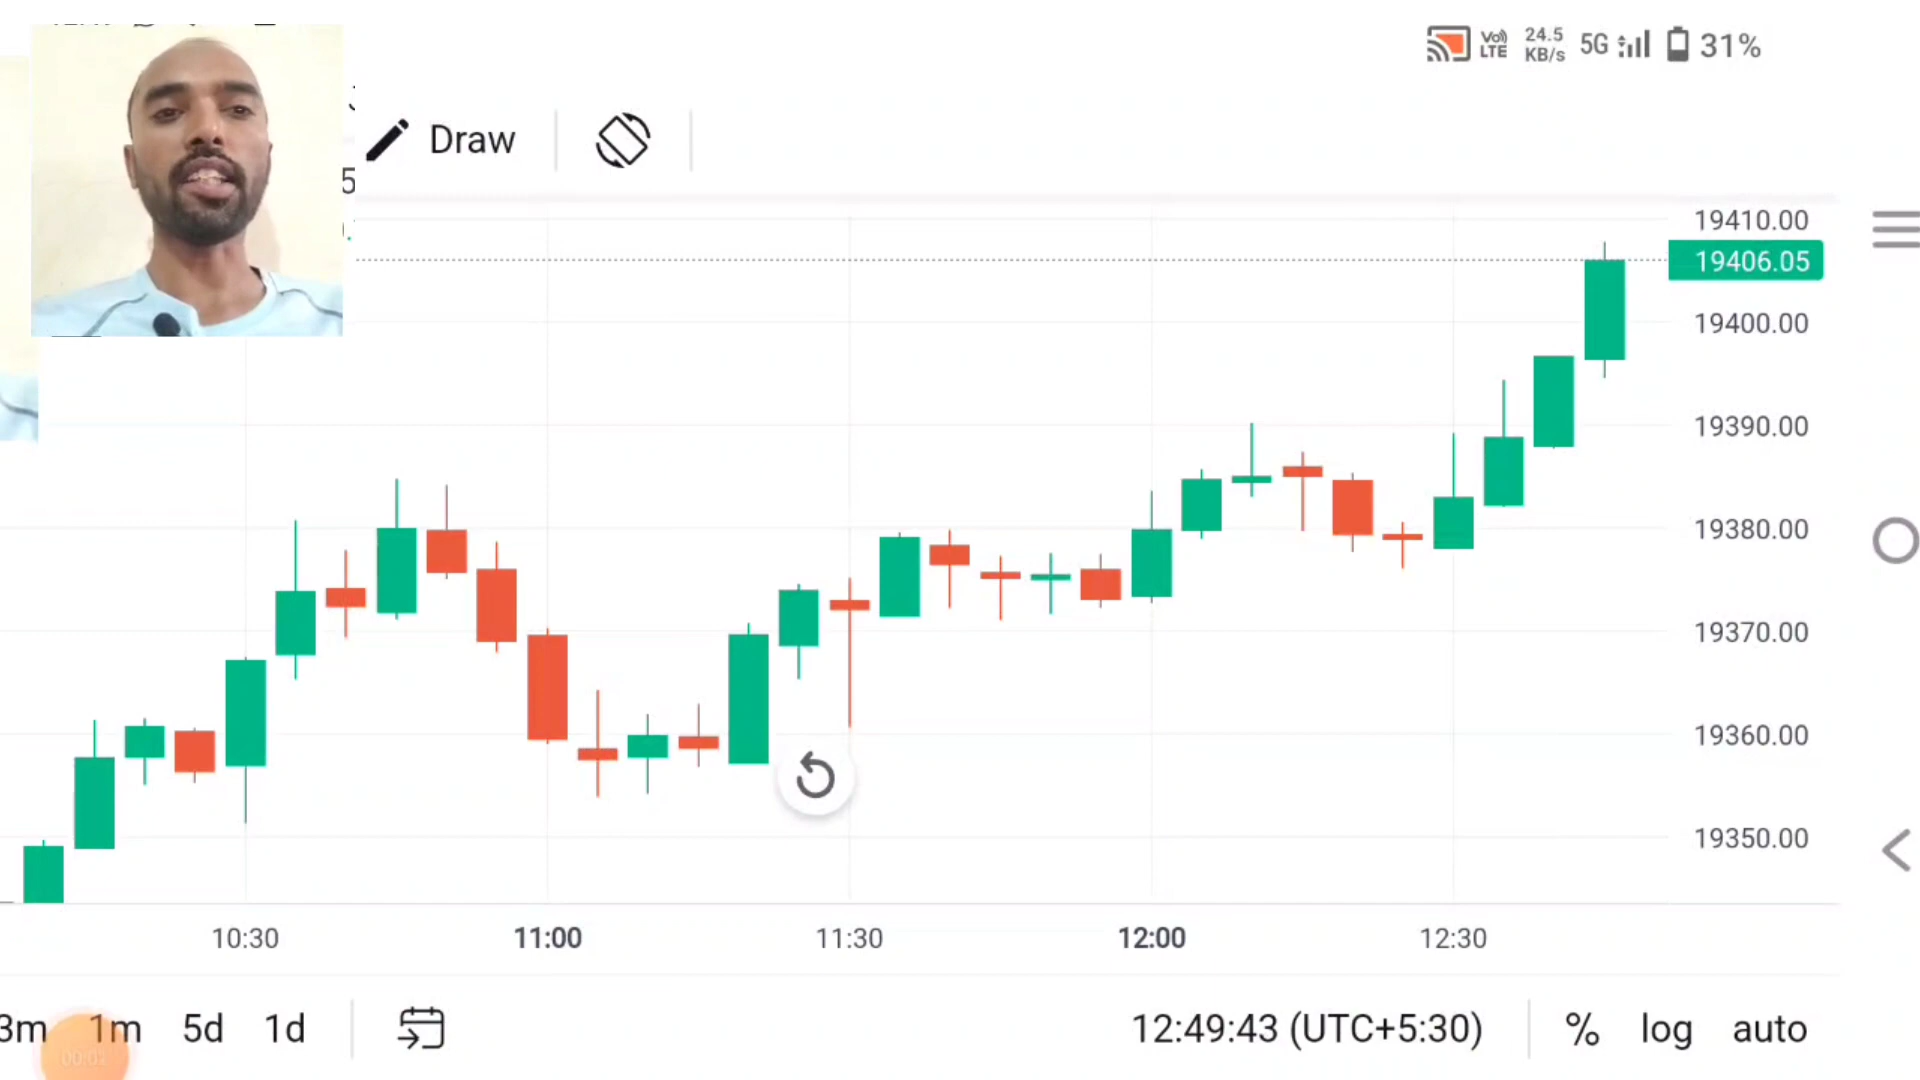 Vo)) LTE 24.5 KB/s 5G 31%
Draw
5
19410.00
19406.05
19400.00
19390.00
19380.00
19370.00
19360.00
19350.00
10:30 11:00 11:30 12:00 12:30
3m 1m 5d 1d 12:49:43 (UTC+5:30) % log auto